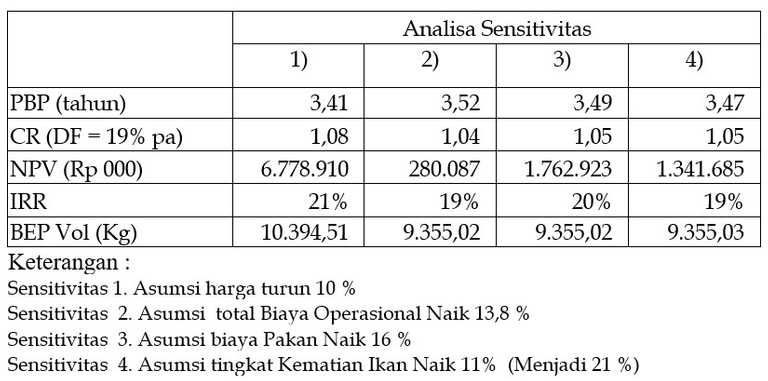 Analisa Sensitivitas
1) 2) 3) 4)
PBP (tahun) 3,41 3,52 3,49 3,47
CR (DF = 19% pa) 1,08 1,04 1,05 1,05
NPV (Rp 000) 6.778.910 280.087 1.762.923 1.341.685
IRR 21% 19% 20% 19%
BEP Vol (Kg) 10.394,51 9.355,02 9.355,02 9.355,03
Keterangan :
Sensitivitas 1. Asumsi harga turun 10 %
Sensitivitas 2. Asumsi total Biaya Operasional Naik 13,8 %
Sensitivitas 3. Asumsi biaya Pakan Naik 16 %
Sensitivitas 4. Asumsi tingkat Kematian Ikan Naik 11% (Menjadi 21 %)